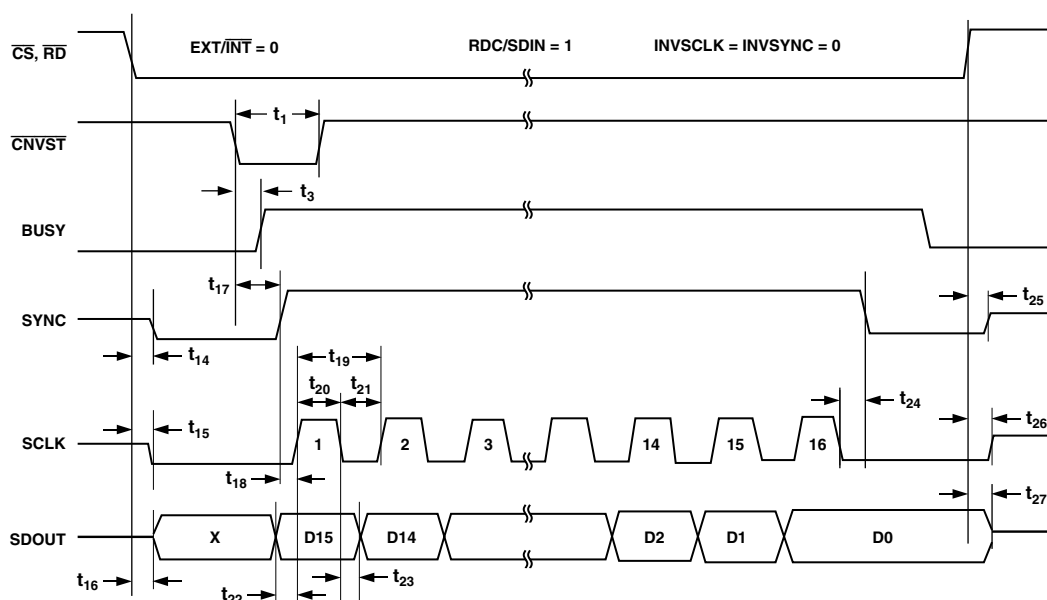 CS, RD
EXT/INT = 0
RDC/SDIN = 1
INVSCLK = INVSYNC = 0
t1
CNVST
t3
BUSY
t17
t25
SYNC
t14
t19
t20
t21
t24
t26
t15
SCLK
1
2
3
14
15
16
t18
t27
SDOUT
X
D15
D14
D2
D1
D0
t16
t22
t23